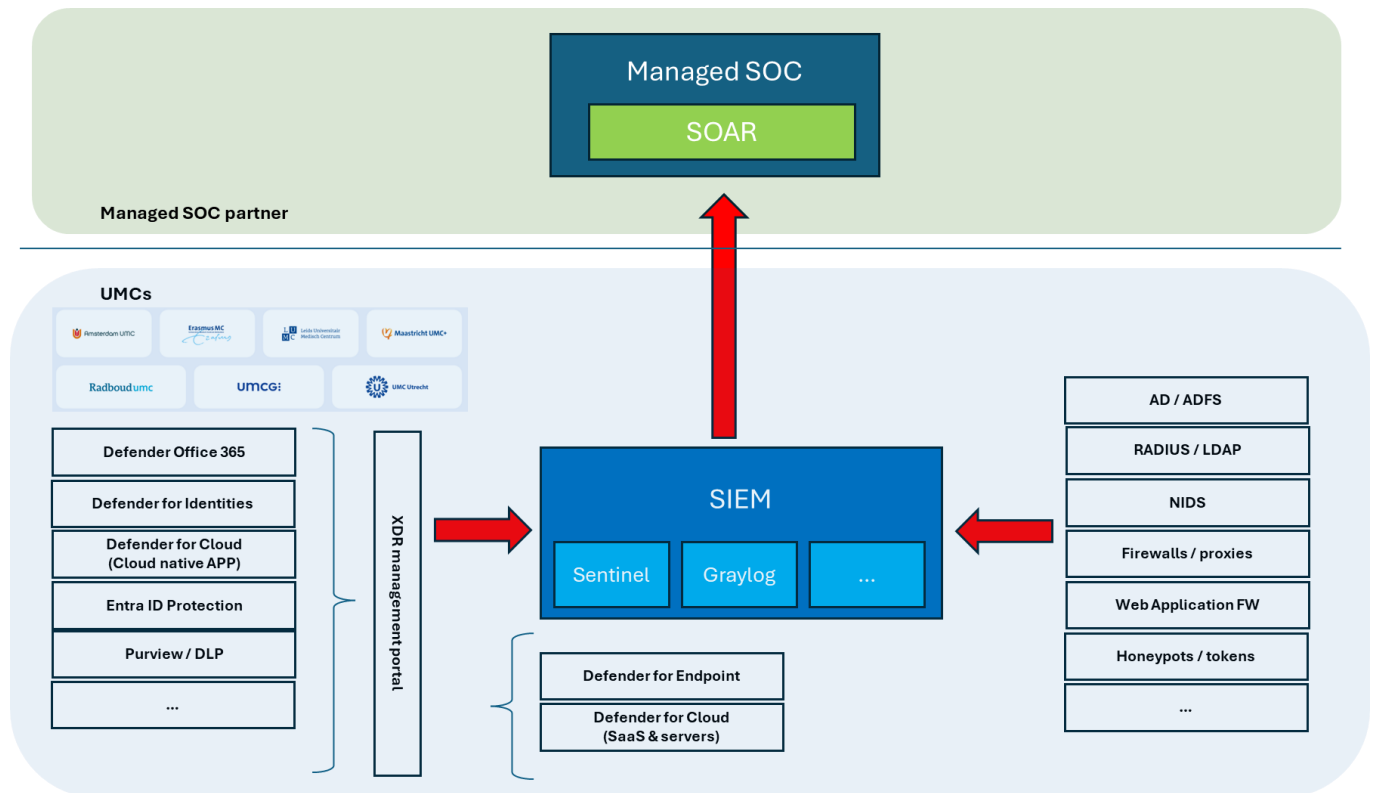 Managed SOC
SOAR
Managed SOC partner
UMCs
Amsterdam UMC
Erasmus MC
Erasmus
L U
M C
Leids Universitair
Medisch Centrum
Maastricht UMC+
Radboudumc
UMCG
U
UMC Utrecht
Defender Office 365
Defender for Identities
Defender for Cloud
(Cloud native APP)
Entra ID Protection
Purview / DLP
...
XDR management portal
SIEM
Sentinel
Graylog
...
Defender for Endpoint
Defender for Cloud
(SaaS & servers)
AD / ADFS
RADIUS / LDAP
NIDS
Firewalls / proxies
Web Application FW
Honeypots / tokens
...